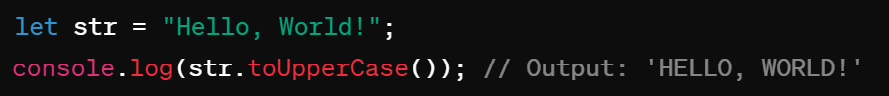 let str = "Hello, World!";
console.log(str.toUpperCase()); // Output: 'HELLO, WORLD!'